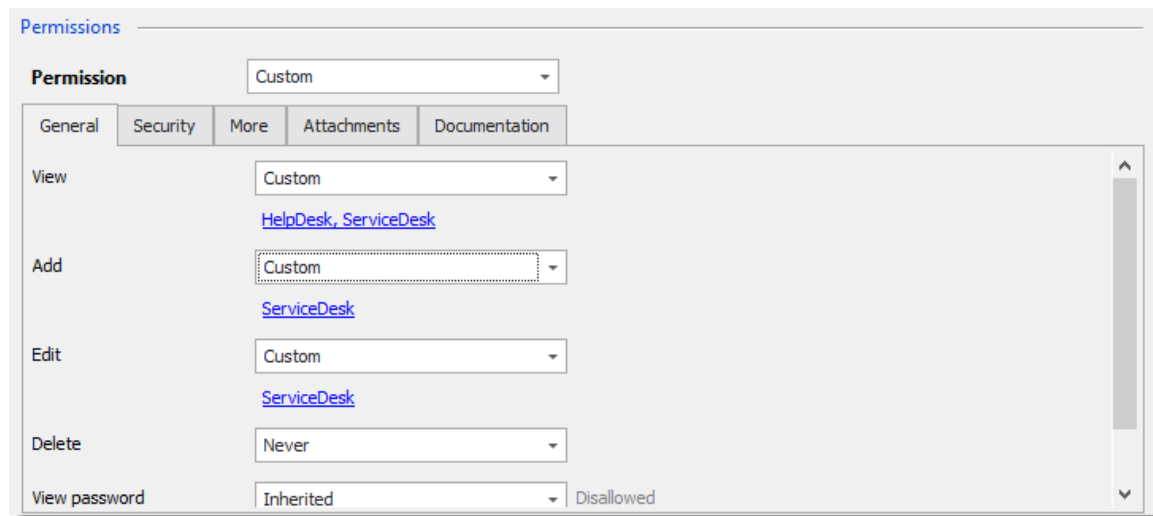 Permissions
Permission Custom
General Security More Attachments Documentation
View Custom
HelpDesk, ServiceDesk
Add Custom
ServiceDesk
Edit Custom
ServiceDesk
Delete Never
View password Inherited Disallowed